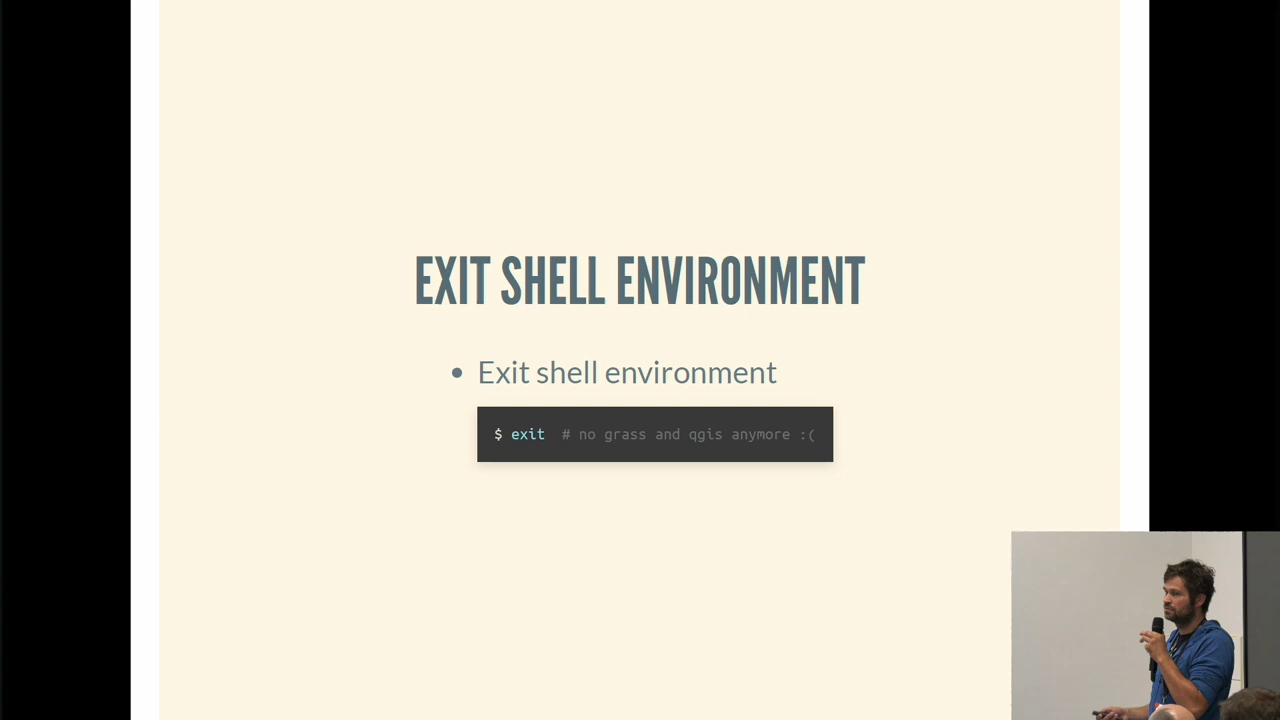 EXIT SHELL ENVIRONMENT
• Exit shell environment
$ exit  # no grass and qgis anymore :(